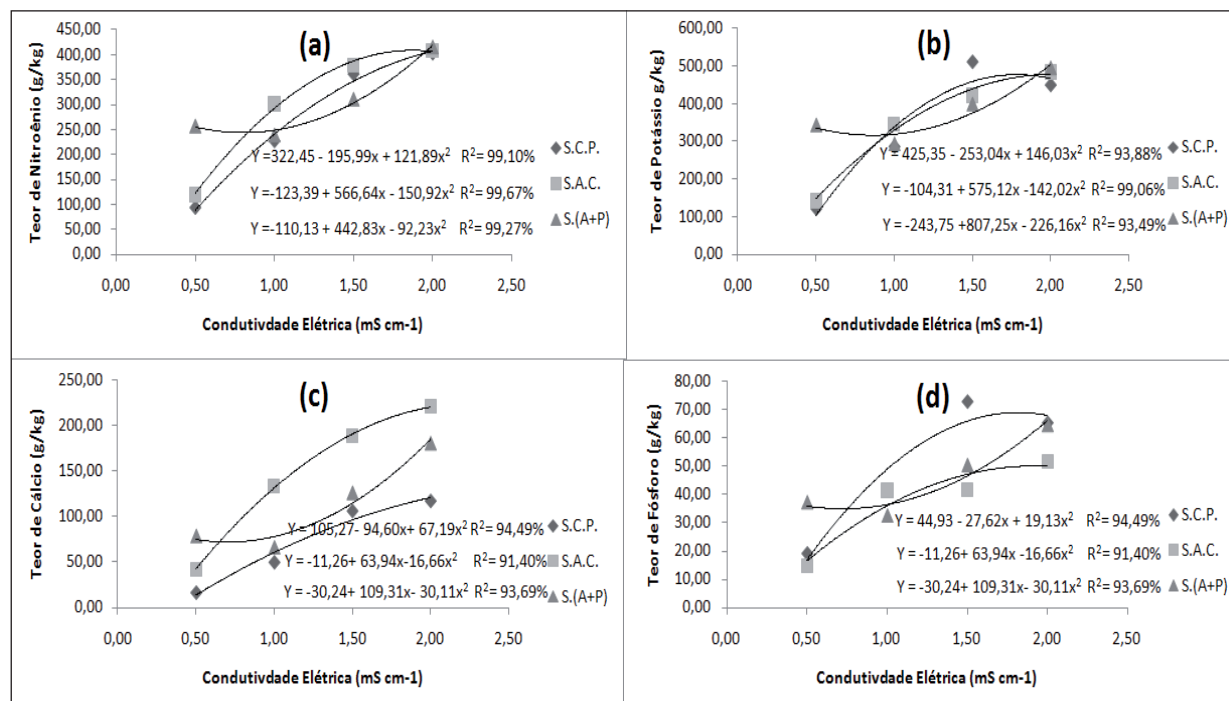 (a)
Teor de Nitroênio (g/kg)
450,00
400,00
350,00
300,00
250,00
200,00
150,00
100,00
50,00
0,00
Y =322,45 - 195,99x + 121,89x² R²= 99,10%
Y =-123,39 + 566,64x - 150,92x² R²= 99,67%
Y =-110,13 + 442,83x - 92,23x² R²= 99,27%
S.C.P.
S.A.C.
S.(A+P)
0,00 0,50 1,00 1,50 2,00 2,50
Condutivdade Elétrica (mS cm-1)
(b)
Teor de Potássio g/kg)
600,00
500,00
400,00
300,00
200,00
100,00
0,00
Y = 425,35 - 253,04x + 146,03x² R²= 93,88%
Y = -104,31 + 575,12x -142,02x² R²= 99,06%
Y = -243,75 +807,25x - 226,16x² R²= 93,49%
S.C.P.
S.A.C.
S.(A+P)
0,00 0,50 1,00 1,50 2,00 2,50
Condutivdade Elétrica (mS cm-1)
(c)
Teor de Cálcio (g/kg)
250,00
200,00
150,00
100,00
50,00
0,00
Y = 105,27- 94,60x+ 67,19x² R²= 94,49%
Y = -11,26+ 63,94x-16,66x² R²= 91,40%
Y = -30,24+ 109,31x- 30,11x² R²= 93,69%
S.C.P.
S.A.C.
S.(A+P)
0,00 0,50 1,00 1,50 2,00 2,50
Condutivdade Elétrica (mS cm-1)
(d)
Teor de Fósforo (g/kg)
80,00
70,00
60,00
50,00
40,00
30,00
20,00
10,00
0,00
Y = 44,93 - 27,62x + 19,13x² R²= 94,49%
Y = -11,26+ 63,94x -16,66x² R²= 91,40%
Y = -30,24+ 109,31x- 30,11x² R²= 93,69%
S.C.P.
S.A.C.
S.(A+P)
0,00 0,50 1,00 1,50 2,00 2,50
Condutivdade Elétrica (mS cm-1)